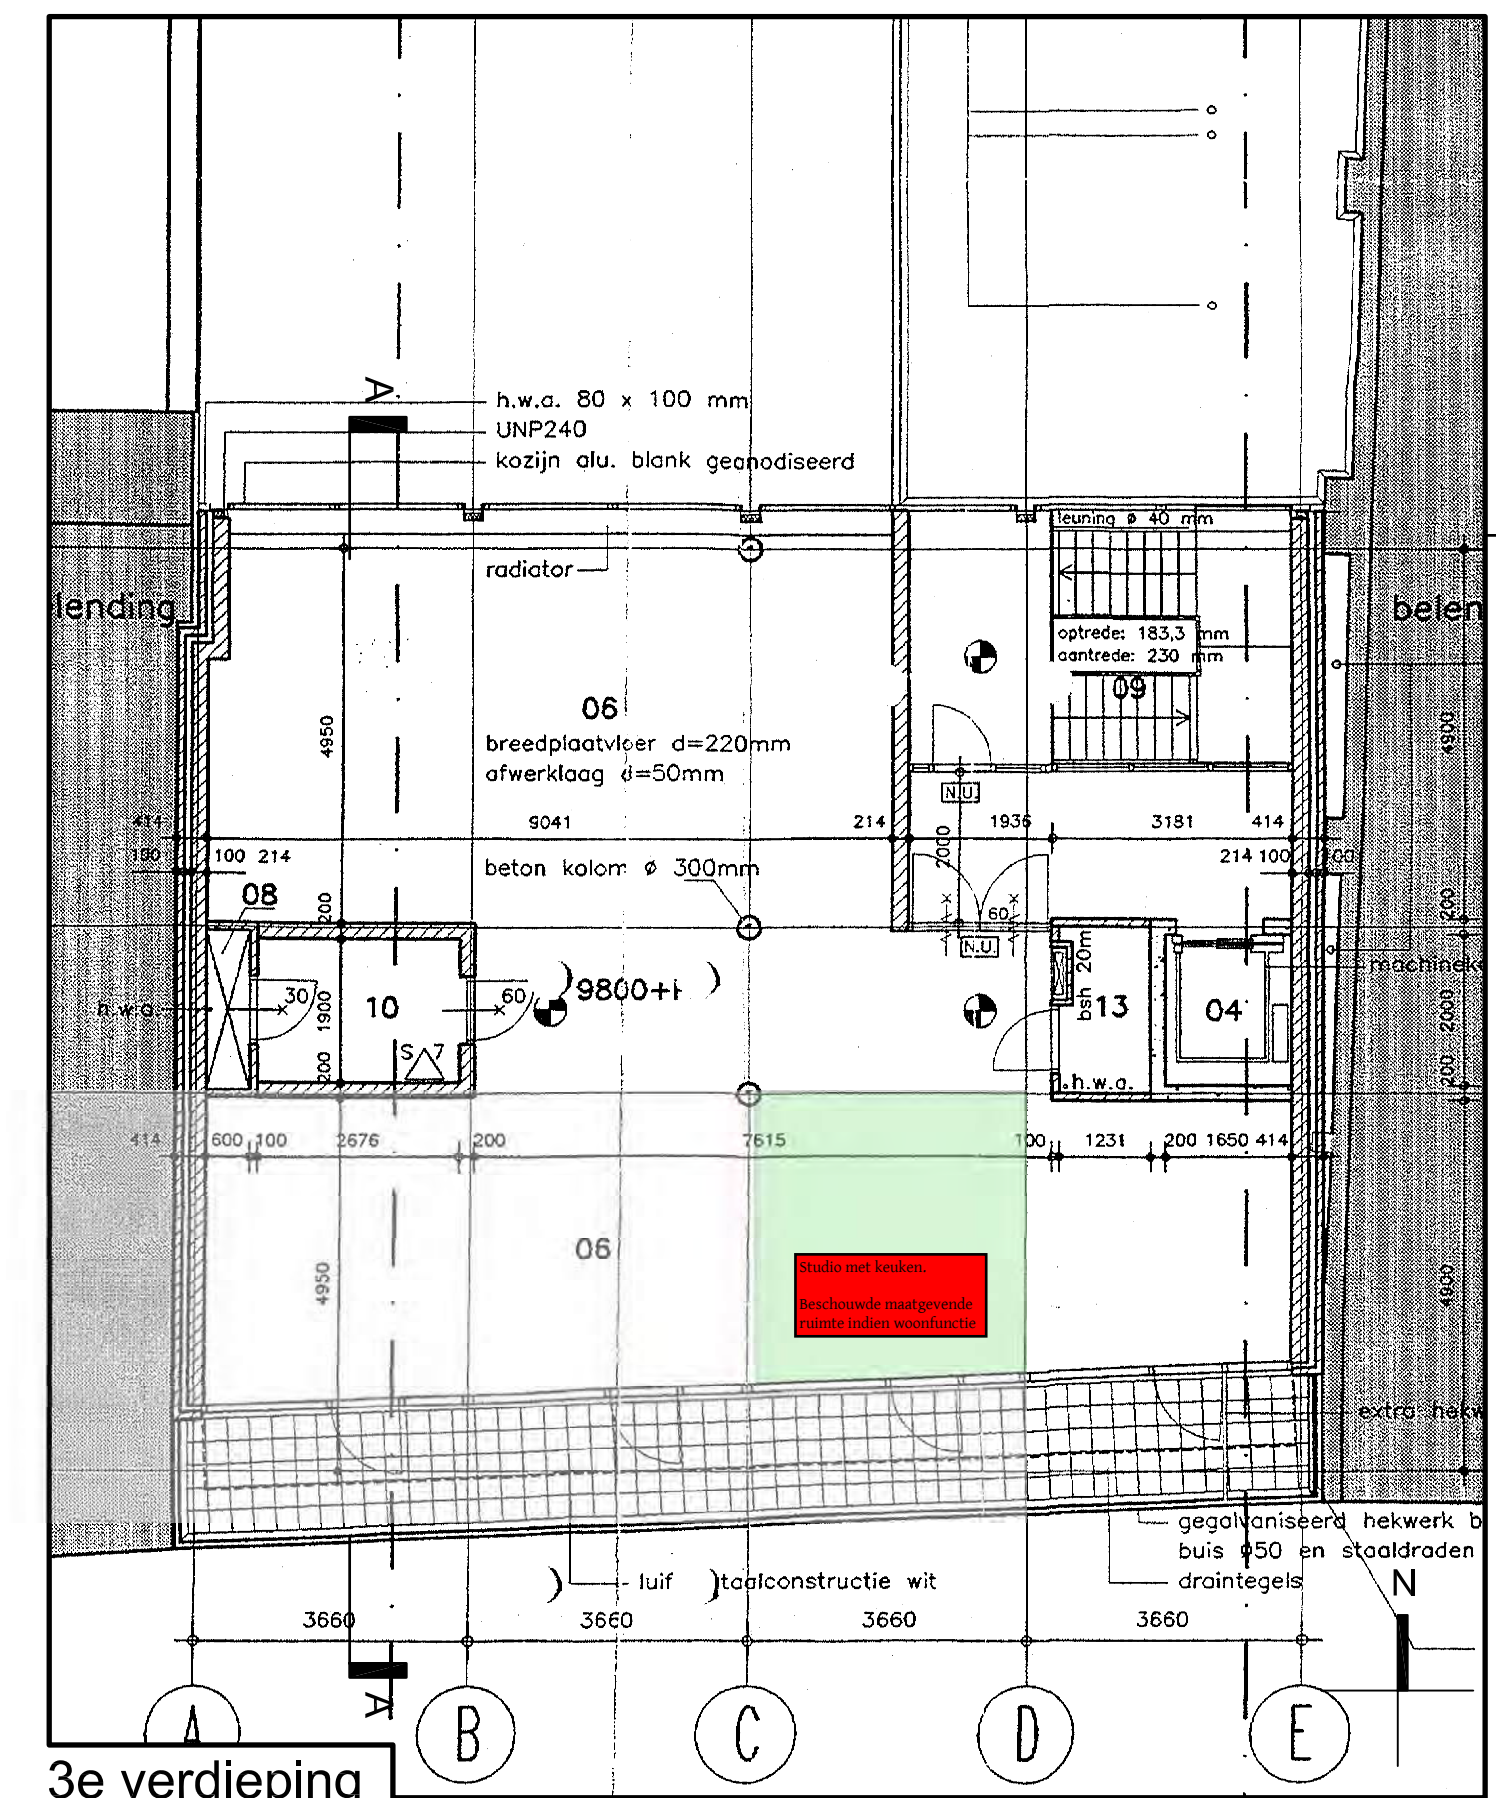 A
h.w.a. 80 x 100 mm
UNP240
kozijn alu. blank geanodiseerd
leuning ø 40 mm
radiator
lending
belen
optrede: 183,3 mm
aantrede: 230 mm
09
06
4950
4900
breedplaatvloer d=220mm
afwerklaag d=50mm
N.U.
414
9041
214
1936
3181
414
2000
100 214
214 100
beton kolom ø 300mm
08
200
200
60
N.U.
bsh 20m
h.w.a.
30
1900
10
60
9800+
13
04
2000
S 7
200
200
h.w.a.
414
600
100
2676
200
7615
100
1231
200
1650
414
06
4950
4900
Studio met keuken.
Beschouwde maatgevende
ruimte indien woonfunctie
extra hekw
gegalvaniseerd hekwerk b
buis ø50 en staaldraden
luif
taalconstructie wit
draintegels
N
3660
3660
3660
3660
A
A
B
C
D
E
3e verdieping